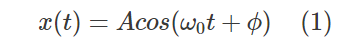 x(t) = Acos(ω₀t + ϕ) (1)